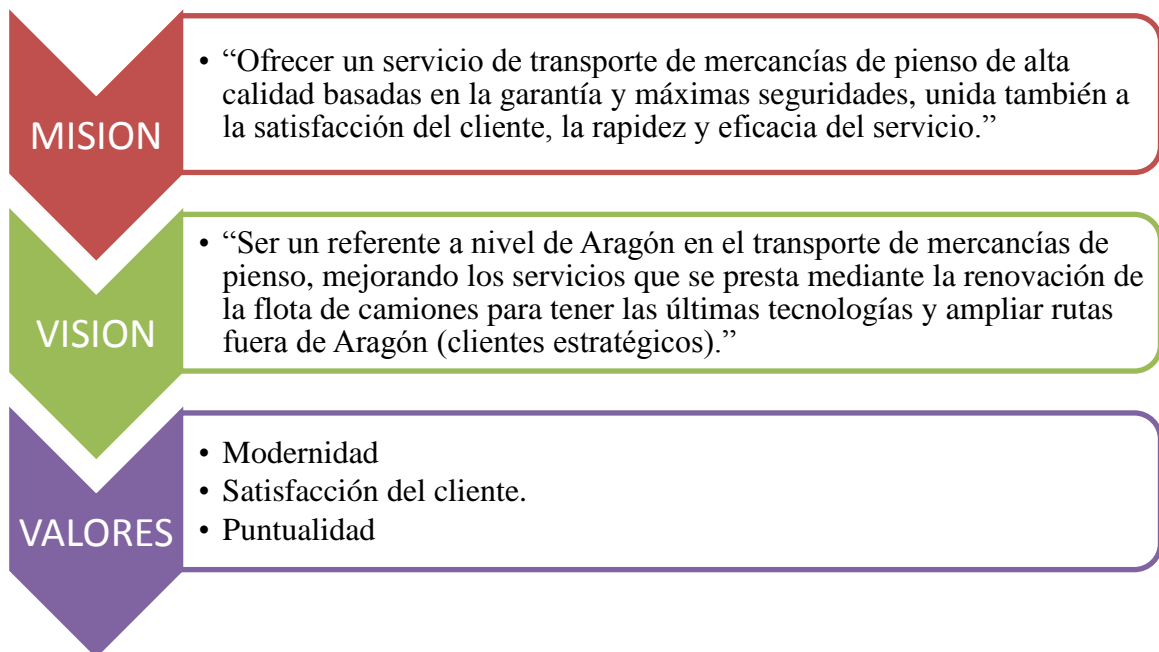 MISION
• “Ofrecer un servicio de transporte de mercancías de pienso de alta
calidad basadas en la garantía y máximas seguridades, unida también a
la satisfacción del cliente, la rapidez y eficacia del servicio.”
VISION
• “Ser un referente a nivel de Aragón en el transporte de mercancías de
pienso, mejorando los servicios que se presta mediante la renovación de
la flota de camiones para tener las últimas tecnologías y ampliar rutas
fuera de Aragón (clientes estratégicos).”
VALORES
• Modernidad
• Satisfacción del cliente.
• Puntualidad